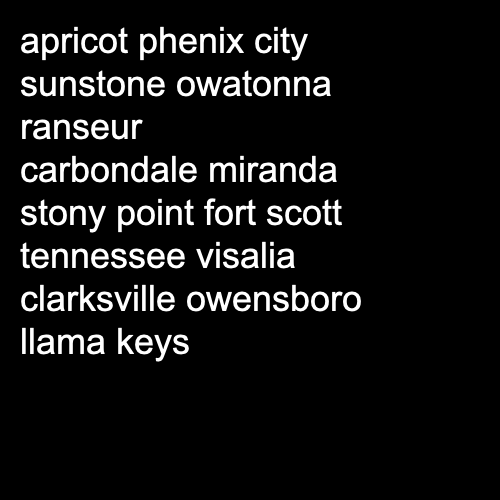 apricot phenix city
sunstone owatonna
ranseur
carbondale miranda
stony point fort scott
tennessee visalia
clarksville owensboro
llama keys